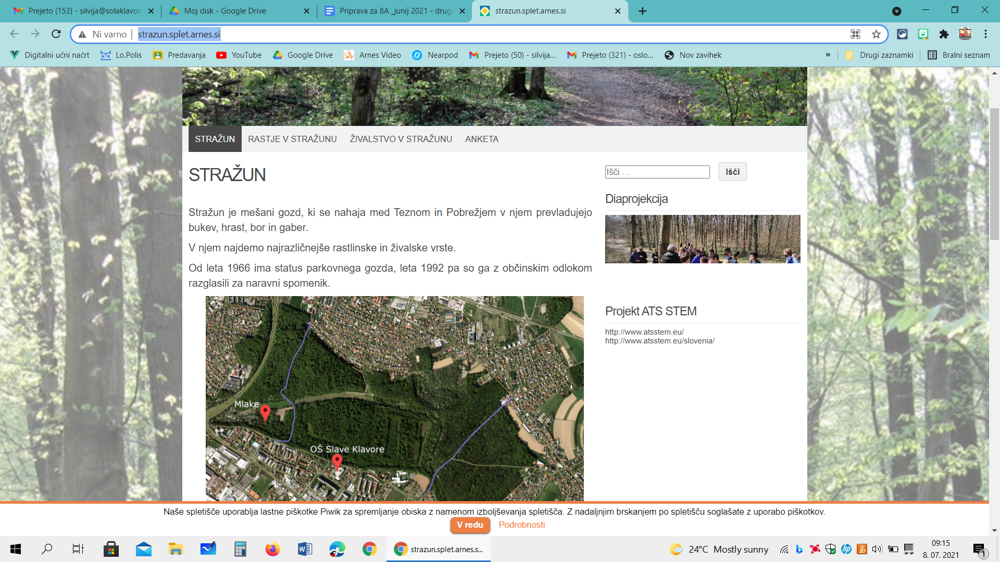 Prejeto (153) - silvija@solaklavora
Moj disk - Google Drive
Priprava za 8A _junij 2021 - druga
strazun.splet.arnes.si
Ni varno
strazun.splet.arnes.si
Digitalni učni načrt
Lo.Polis
Predavanja
YouTube
Google Drive
Arnes Video
Nearpod
Prejeto (50) - silvija...
Prejeto (321) - oslo...
Nov zavihek
»
Drugi zaznamki
Bralni seznam
STRAŽUN
RASTJE V STRAŽUNU
ŽIVALSTVO V STRAŽUNU
ANKETA
STRAŽUN
Stražun je mešani gozd, ki se nahaja med Teznom in Pobrežjem v njem prevladujejo
bukev, hrast, bor in gaber.
V njem najdemo najrazličnejše rastlinske in živalske vrste.
Od leta 1966 ima status parkovnega gozda, leta 1992 pa so ga z občinskim odlokom
razglasili za naravni spomenik.
Mlake
OŠ Slave Klavore
Išči ...
Išči
Diaprojekcija
Projekt ATS STEM
http://www.atsstem.eu/
http://www.atsstem.eu/slovenia/
Naše spletišče uporablja lastne piškotke Piwik za spremljanje obiska z namenom izboljševanja spletišča. Z nadaljnjim brskanjem po spletišču soglašate z uporabo piškotkov.
V redu
Podrobnosti
strazun.splet.arnes.s...
24°C Mostly sunny
09:15
8. 07. 2021
1